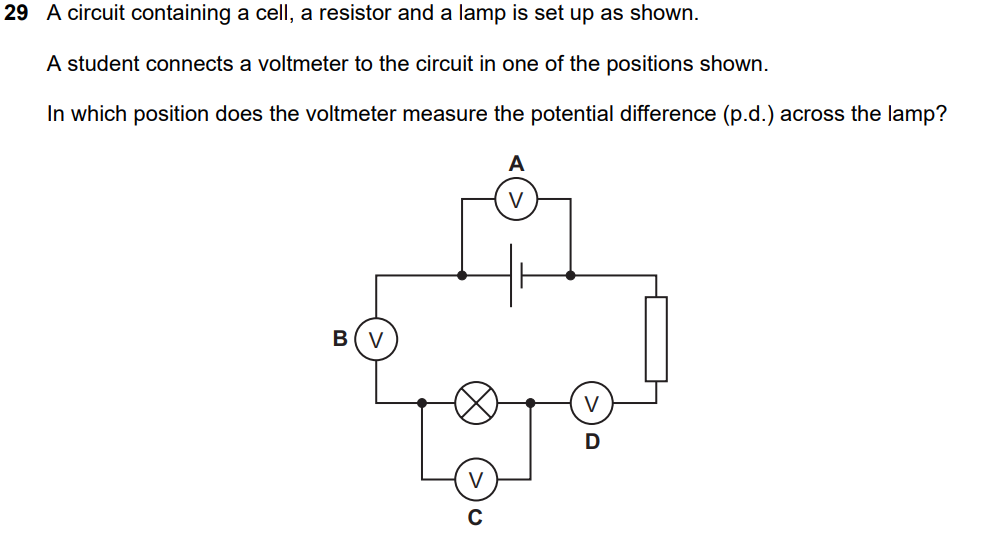 29 A circuit containing a cell, a resistor and a lamp is set up as shown.
A student connects a voltmeter to the circuit in one of the positions shown.
In which position does the voltmeter measure the potential difference (p.d.) across the lamp?
A
V
B V
V
D
V
C